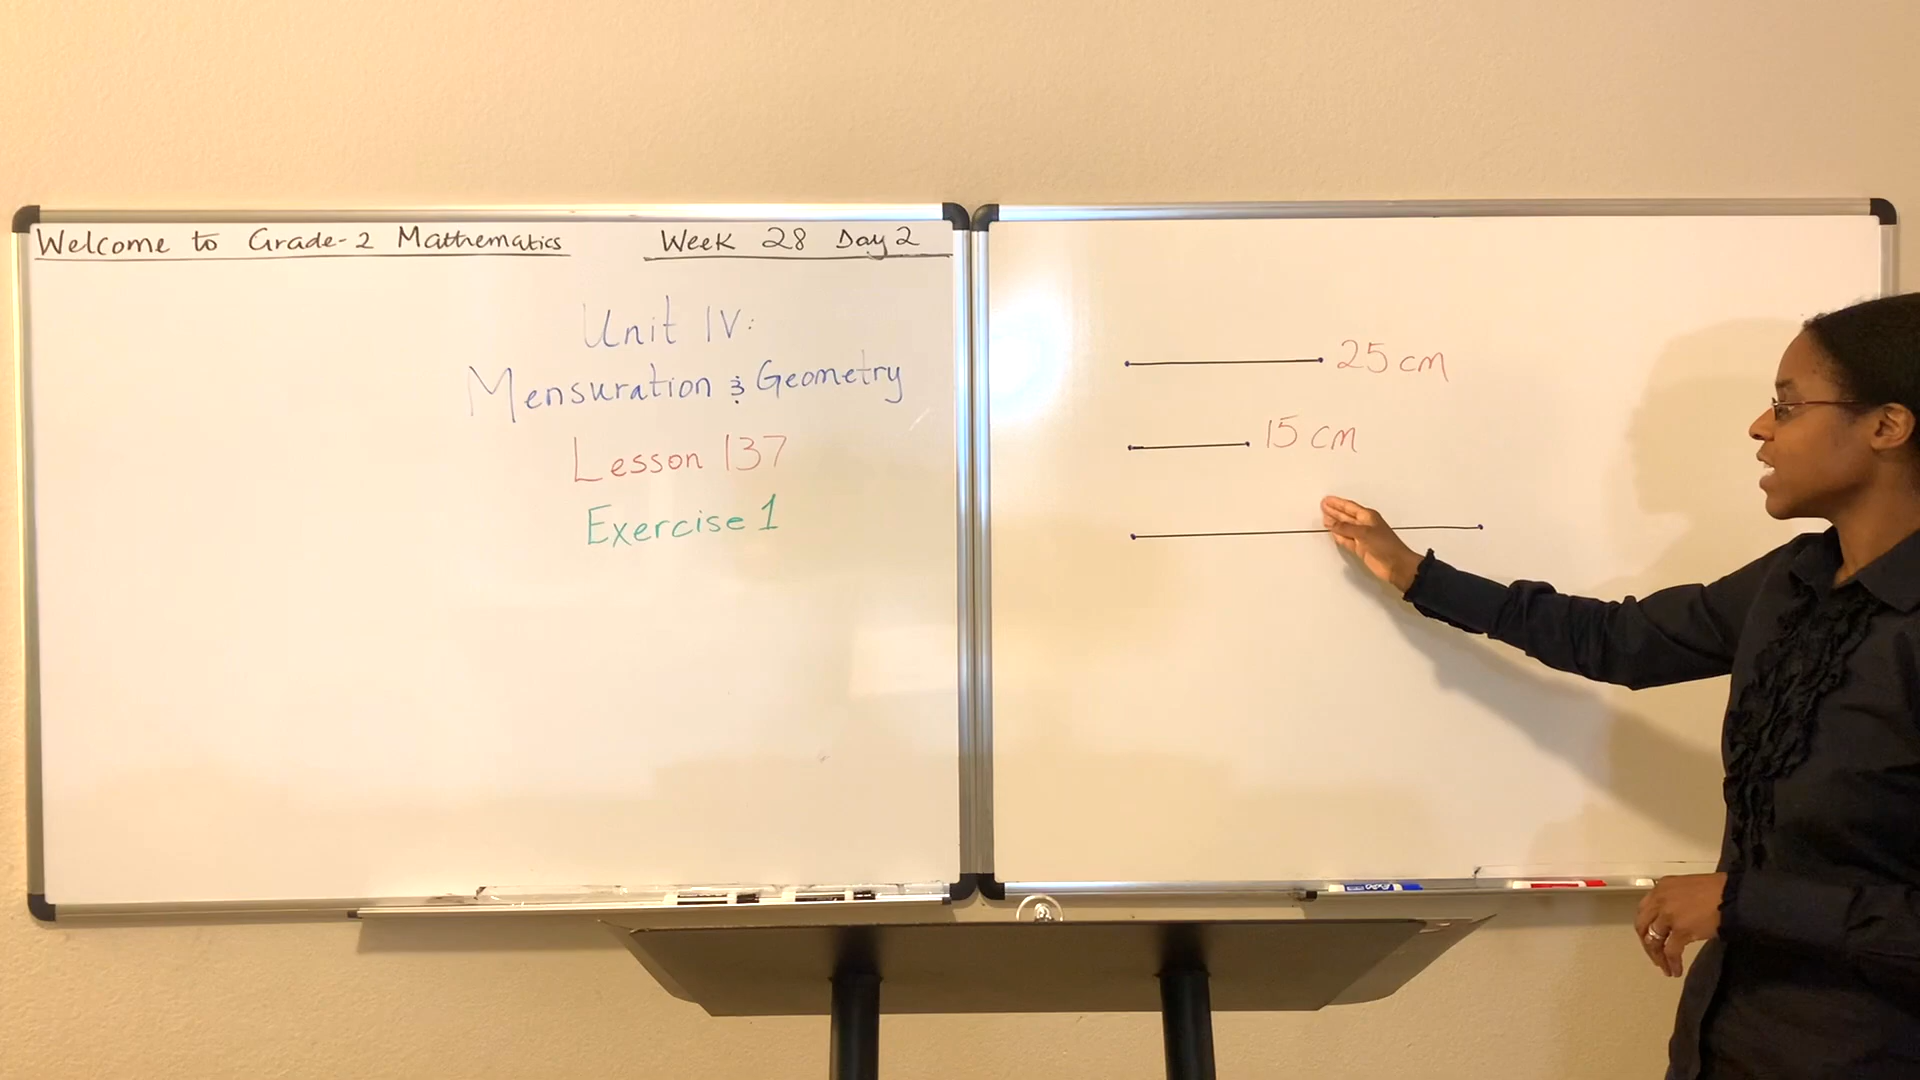 Welcome to Grade-2 Mathematics Week 28 Day 2
Unit IV:
Mensuration & Geometry
Lesson 137
Exercise 1
25 cm
15 cm